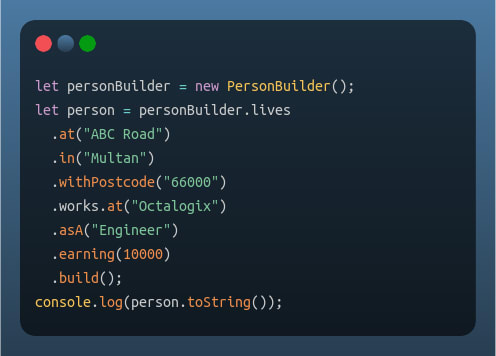 let personBuilder = new PersonBuilder();
let person = personBuilder.lives
  .at("ABC Road")
  .in("Multan")
  .withPostcode("66000")
  .works.at("Octalogix")
  .asA("Engineer")
  .earning(10000)
  .build();
console.log(person.toString());